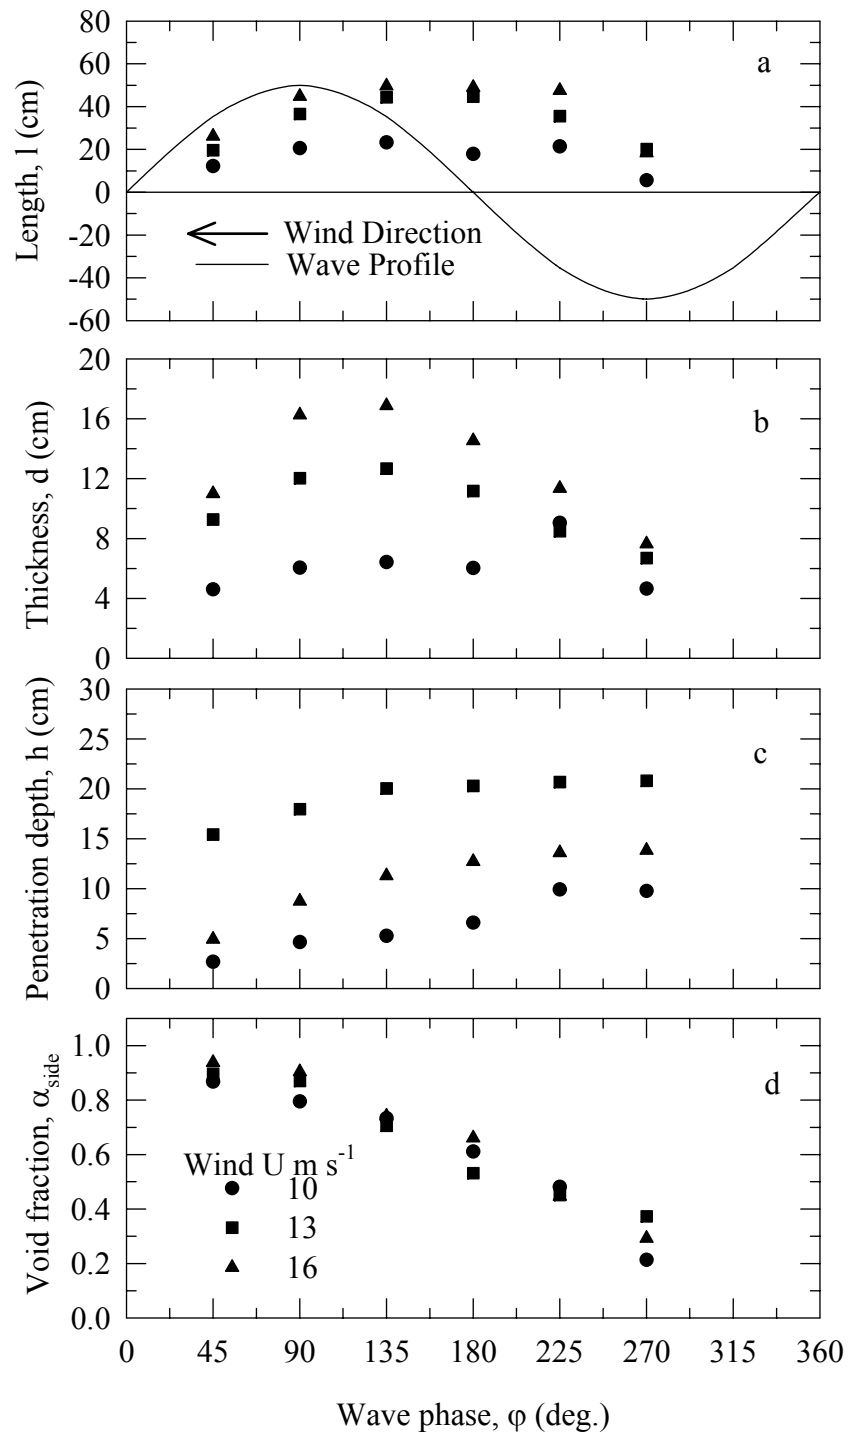 80
60
40
20
0
-20
-40
-60
Length, l (cm)
a
Wind Direction
Wave Profile
20
16
12
8
4
0
Thickness, d (cm)
b
30
25
20
15
10
5
0
Penetration depth, h (cm)
c
1.0
0.8
0.6
0.4
0.2
0.0
Void fraction, α_side
d
Wind U m s⁻¹
10
13
16
0 45 90 135 180 225 270 315 360
Wave phase, φ (deg.)